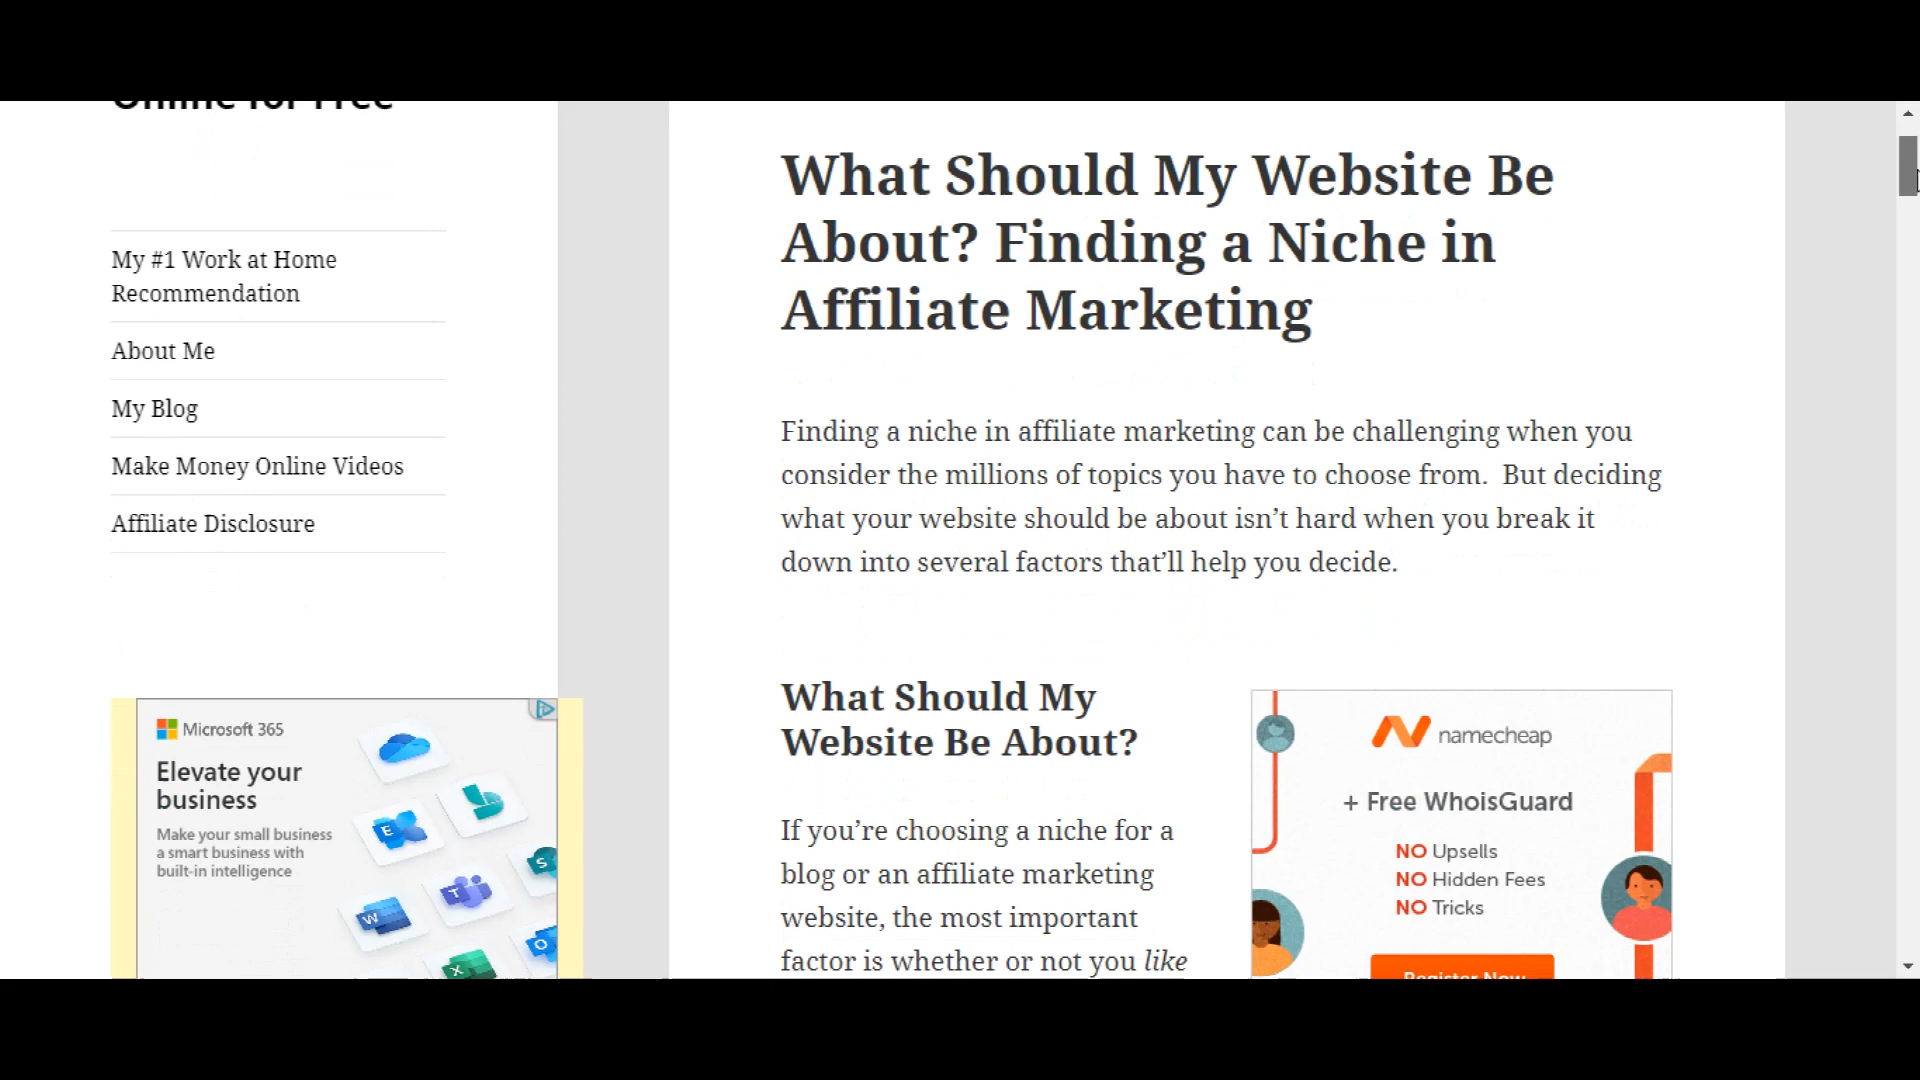 Online for Free
My #1 Work at Home
Recommendation
About Me
My Blog
Make Money Online Videos
Affiliate Disclosure
Microsoft 365
Elevate your
business
Make your small business
a smart business with
built-in intelligence
E
S
T
W
O
X
What Should My Website Be
About? Finding a Niche in
Affiliate Marketing
Finding a niche in affiliate marketing can be challenging when you
consider the millions of topics you have to choose from.  But deciding
what your website should be about isn’t hard when you break it
down into several factors that’ll help you decide.
What Should My
Website Be About?
If you’re choosing a niche for a
blog or an affiliate marketing
website, the most important
factor is whether or not you like
namecheap
+ Free WhoisGuard
NO Upsells
NO Hidden Fees
NO Tricks
Register Now